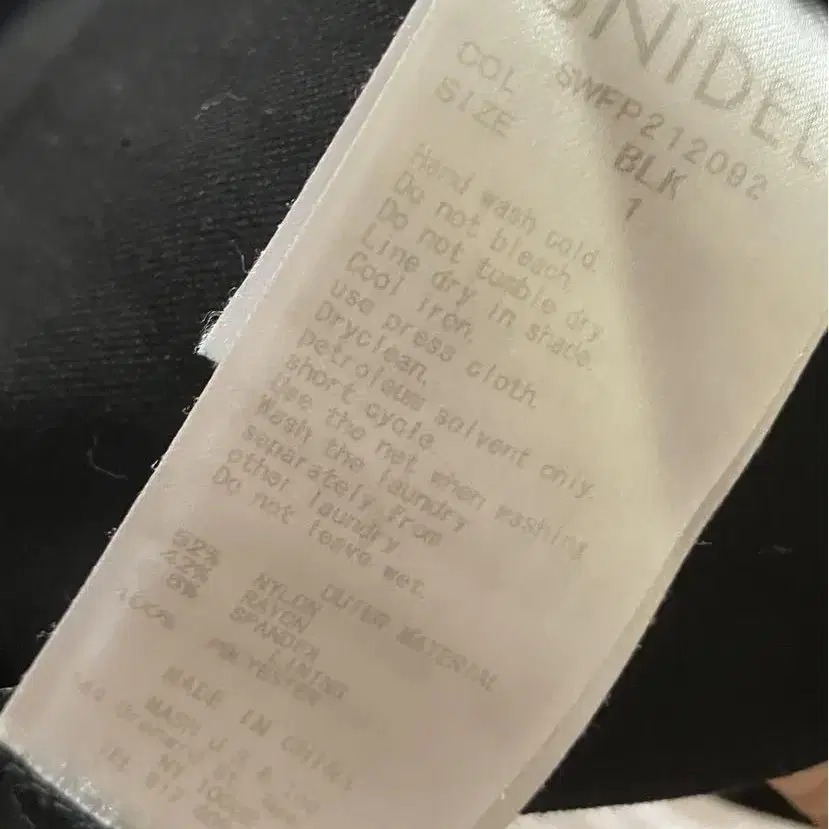 SNIDEL
SWFP212092
COL BLK
SIZE 1
Hand wash cold.
Do not bleach.
Do not tumble dry.
Line dry in shade.
Cool iron.
use press cloth.
Dryclean.
petroleum solvent only.
short cycle
Use the net when washing
Wash the laundry
separately from
other laundry
Do not leave wet.
OUTER MATERIAL
52% NYLON
42% RAYON
6% SPANDEX
LINING
100% POLYESTER
MADE IN CHINA
MASH
NY